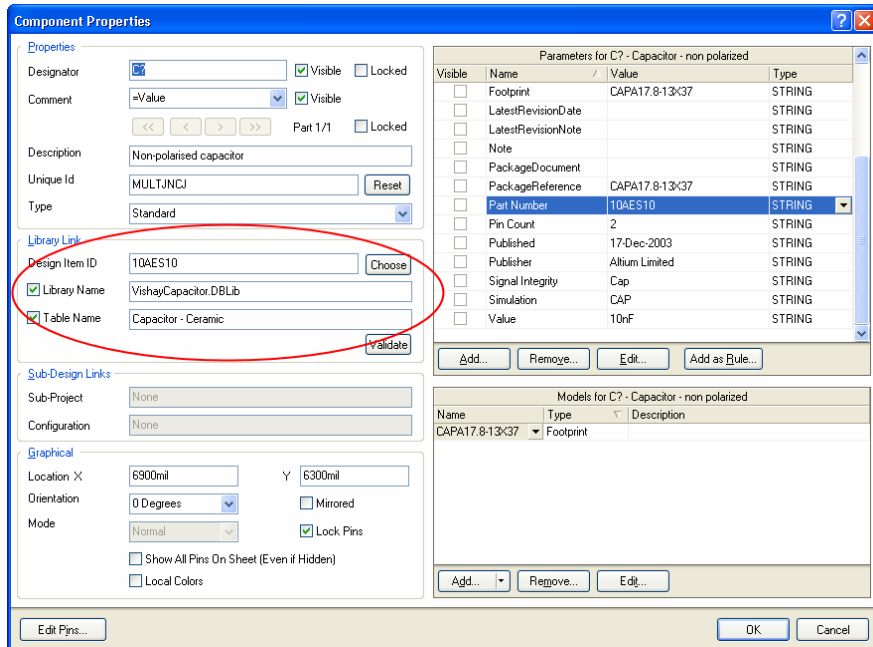 Component Properties
Properties
Designator C? Visible Locked
Comment =Value Visible
<< < > >> Part 1/1 Locked
Description Non-polarised capacitor
Unique Id MULTJNCJ Reset
Type Standard
Library Link
Design Item ID 10AES10 Choose
Library Name VishayCapacitor.DBLib
Table Name Capacitor - Ceramic
Validate
Sub-Design Links
Sub-Project None
Configuration None
Graphical
Location X 6900mil Y 6300mil
Orientation 0 Degrees Mirrored
Mode Normal Lock Pins
Show All Pins On Sheet (Even if Hidden)
Local Colors
Parameters for C? - Capacitor - non polarized
Visible Name Value Type
Footprint CAPA17.8-13X37 STRING
LatestRevisionDate STRING
LatestRevisionNote STRING
Note STRING
PackageDocument STRING
PackageReference CAPA17.8-13X37 STRING
Part Number 10AES10 STRING
Pin Count 2 STRING
Published 17-Dec-2003 STRING
Publisher Altium Limited STRING
Signal Integrity Cap STRING
Simulation CAP STRING
Value 10nF STRING
Add... Remove... Edit... Add as Rule...
Models for C? - Capacitor - non polarized
Name Type Description
CAPA17.8-13X37 Footprint
Add... Remove... Edit...
Edit Pins... OK Cancel